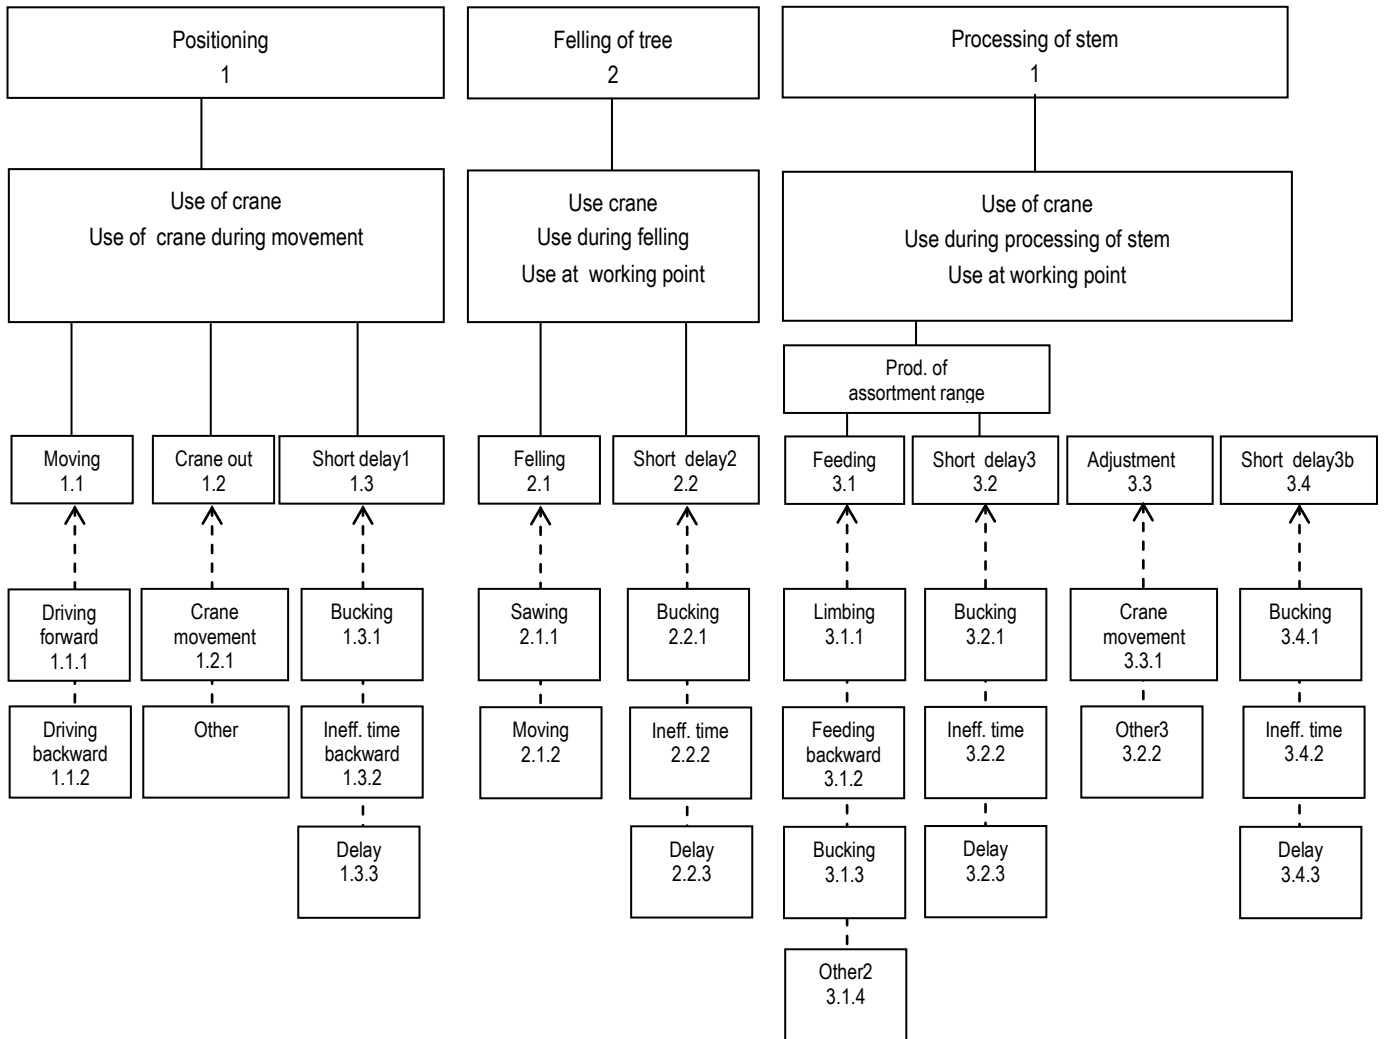 Positioning
1
Felling of tree
2
Processing of stem
1
Use of crane
Use of crane during movement
Use crane
Use during felling
Use at working point
Use of crane
Use during processing of stem
Use at working point
Prod. of
assortment range
Moving
1.1
Crane out
1.2
Short delay1
1.3
Felling
2.1
Short delay2
2.2
Feeding
3.1
Short delay3
3.2
Adjustment
3.3
Short delay3b
3.4
Driving
forward
1.1.1
Crane
movement
1.2.1
Bucking
1.3.1
Sawing
2.1.1
Bucking
2.2.1
Limbing
3.1.1
Bucking
3.2.1
Crane
movement
3.3.1
Bucking
3.4.1
Driving
backward
1.1.2
Other
Ineff. time
backward
1.3.2
Moving
2.1.2
Ineff. time
2.2.2
Feeding
backward
3.1.2
Ineff. time
3.2.2
Other3
3.2.2
Ineff. time
3.4.2
Delay
1.3.3
Delay
2.2.3
Bucking
3.1.3
Delay
3.2.3
Delay
3.4.3
Other2
3.1.4